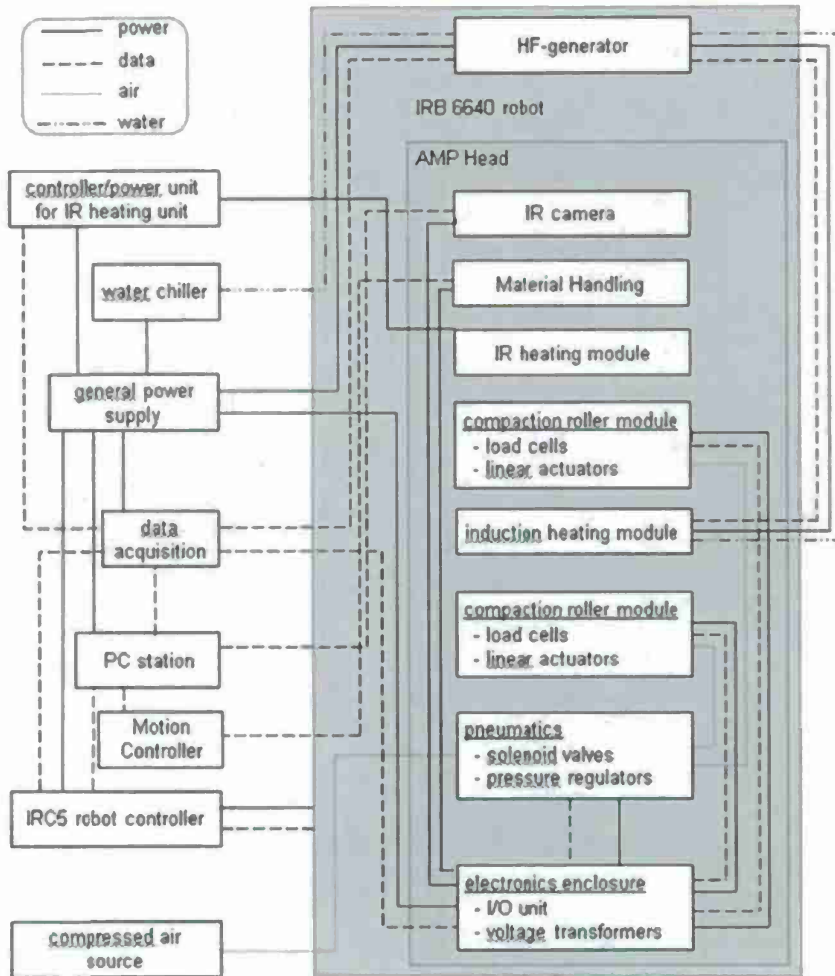 power
data
air
water
HF-generator
IRB 6640 robot
AMP Head
controller/power unit
for IR heating unit
IR camera
water chiller
Material Handling
IR heating module
general power
supply
compaction roller module
- load cells
- linear actuators
data
acquisition
induction heating module
compaction roller module
- load cells
- linear actuators
PC station
Motion
Controller
pneumatics
- solenoid valves
- pressure regulators
IRC5 robot controller
electronics enclosure
- I/O unit
- voltage transformers
compressed air
source